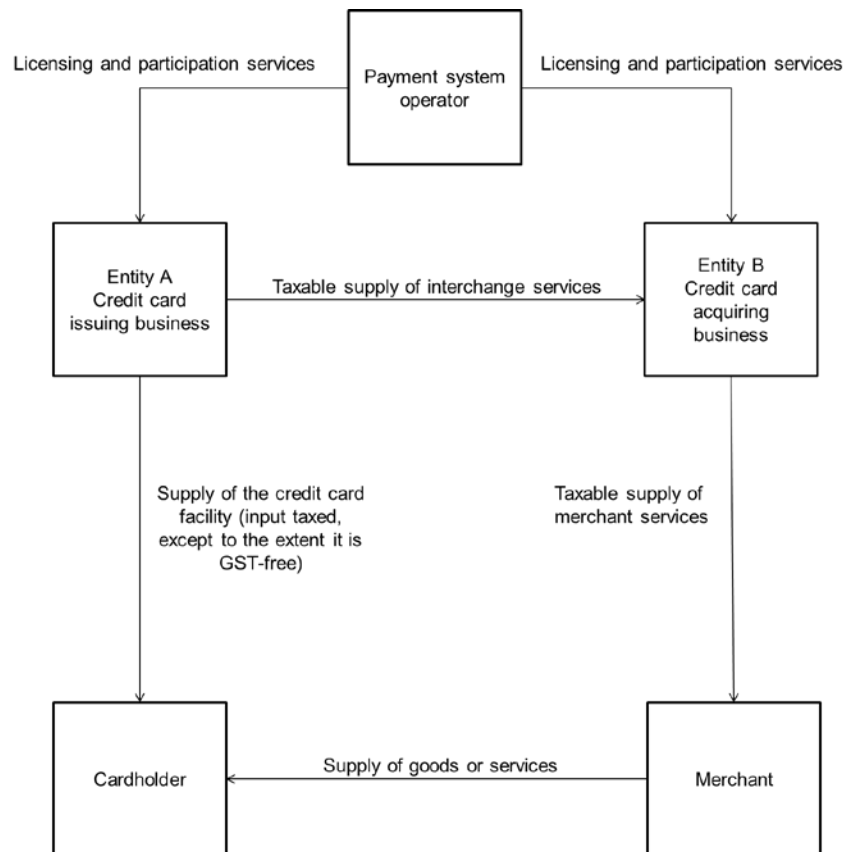 Licensing and participation services
Payment system
operator
Licensing and participation services
Entity A
Credit card
issuing business
Taxable supply of interchange services
Entity B
Credit card
acquiring
business
Supply of the credit card
facility (input taxed,
except to the extent it is
GST-free)
Taxable supply of
merchant services
Cardholder
Supply of goods or services
Merchant